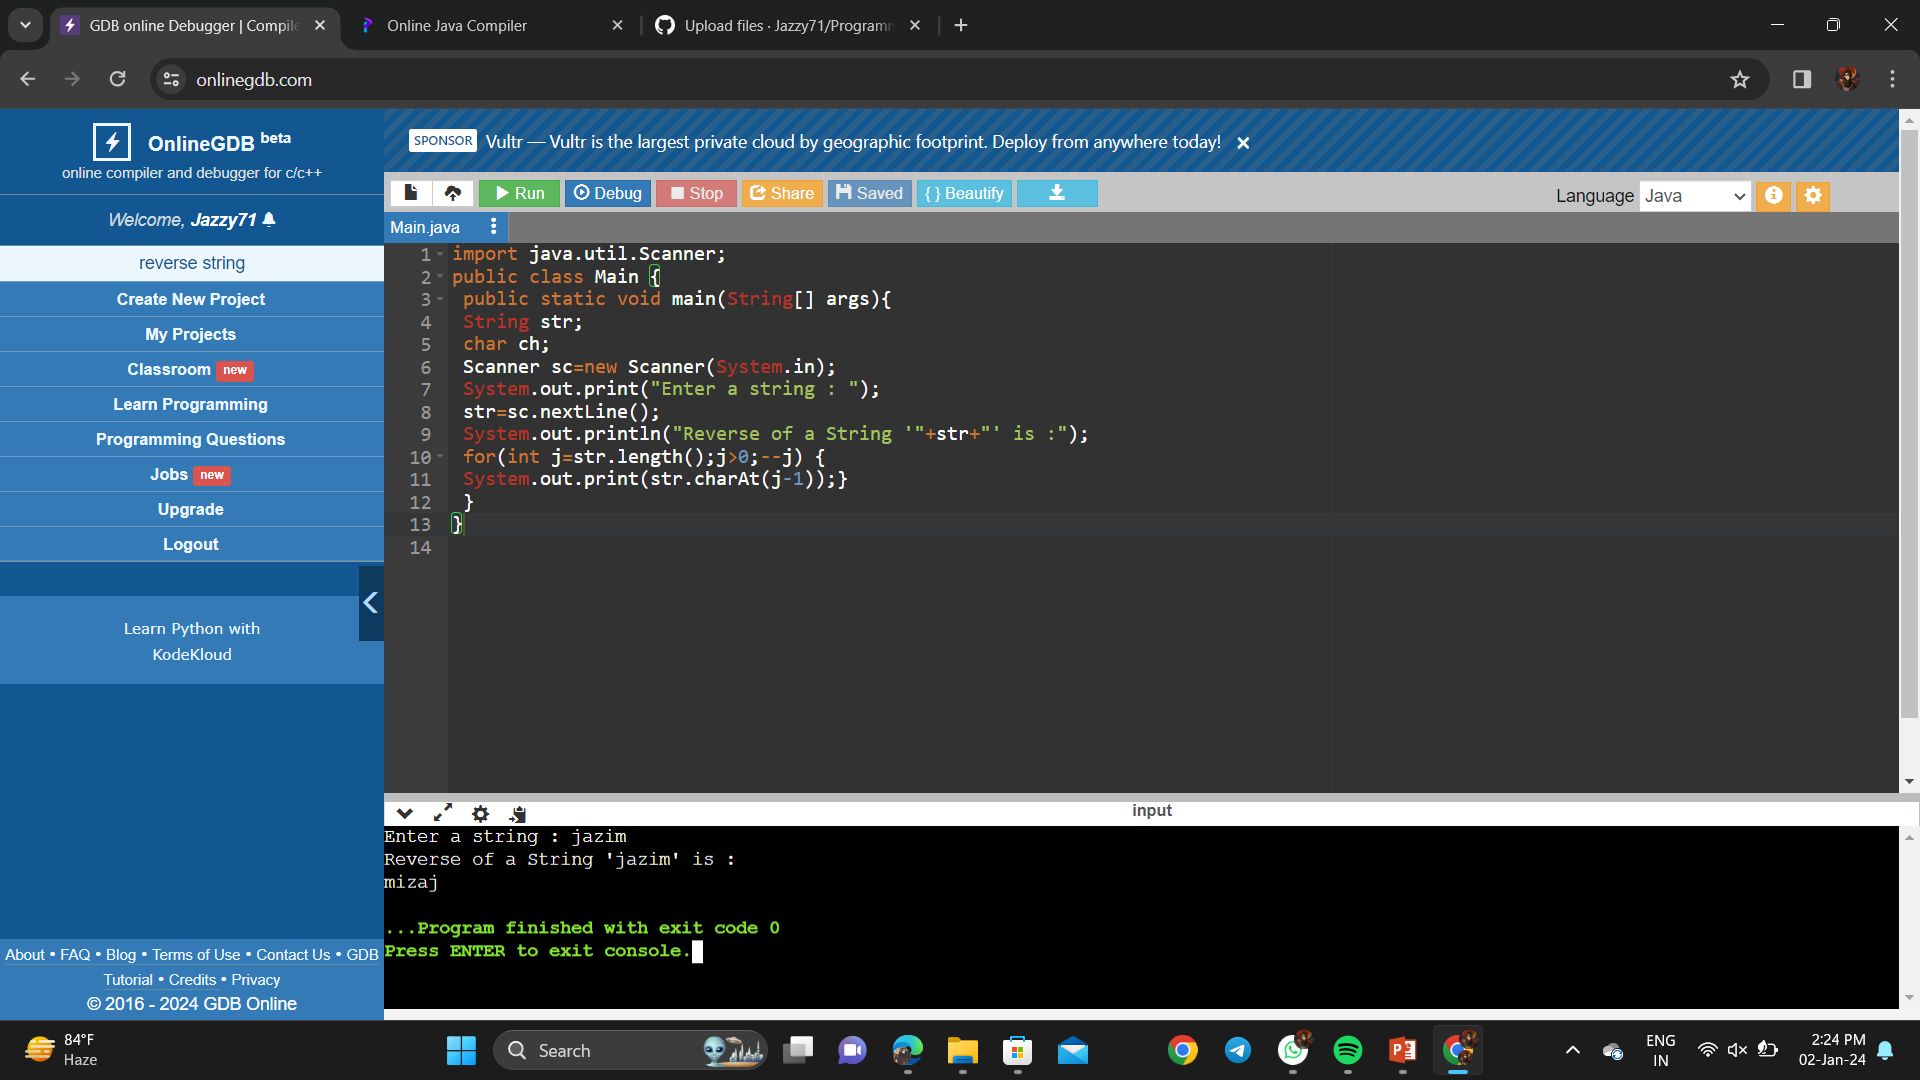 GDB online Debugger | Compile
Online Java Compiler
Upload files · Jazzy71/Programm
onlinegdb.com
OnlineGDB beta
online compiler and debugger for c/c++
Welcome, Jazzy71
reverse string
Create New Project
My Projects
Classroom new
Learn Programming
Programming Questions
Jobs new
Upgrade
Logout
Learn Python with
KodeKloud
About • FAQ • Blog • Terms of Use • Contact Us • GDB
Tutorial • Credits • Privacy
© 2016 - 2024 GDB Online
SPONSOR Vultr — Vultr is the largest private cloud by geographic footprint. Deploy from anywhere today!
Run Debug Stop Share Saved { } Beautify
Language Java
Main.java
1 import java.util.Scanner;
2 public class Main {
3 public static void main(String[] args){
4 String str;
5 char ch;
6 Scanner sc=new Scanner(System.in);
7 System.out.print("Enter a string : ");
8 str=sc.nextLine();
9 System.out.println("Reverse of a String '"+str+"' is :");
10 for(int j=str.length();j>0;--j) {
11 System.out.print(str.charAt(j-1));}
12 }
13 }
14
input
Enter a string : jazim
Reverse of a String 'jazim' is :
mizaj
...Program finished with exit code 0
Press ENTER to exit console.
84°F
Haze
Search
ENG
IN
2:24 PM
02-Jan-24